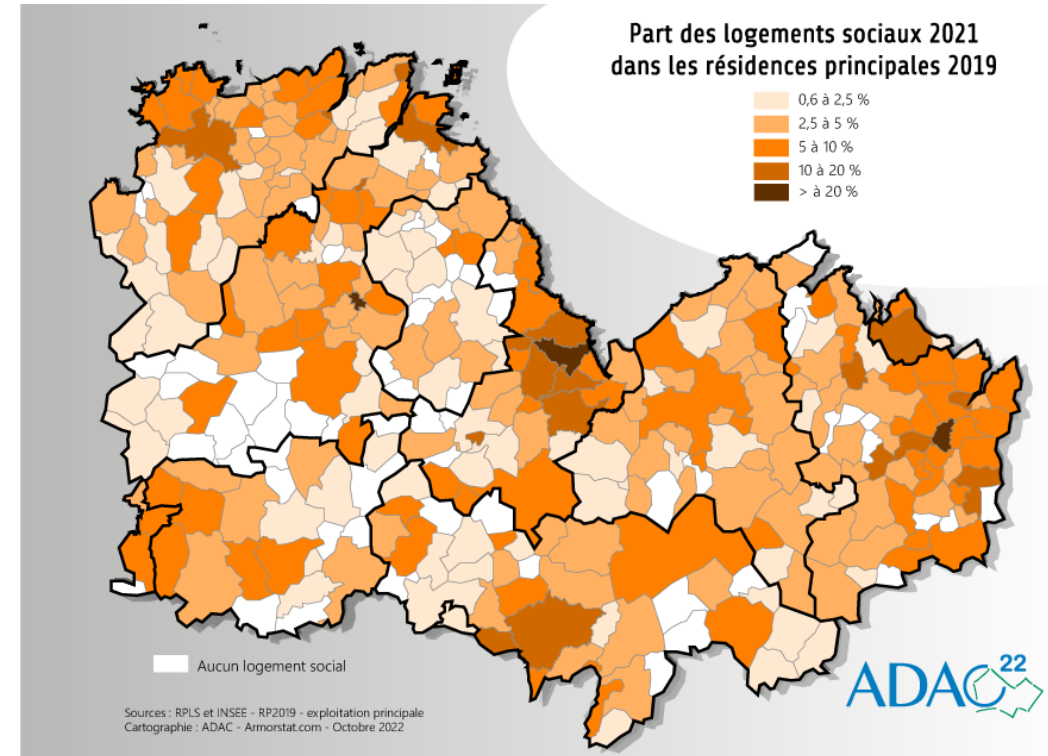 Part des logements sociaux 2021
dans les résidences principales 2019
0,6 à 2,5 %
2,5 à 5 %
5 à 10 %
10 à 20 %
> à 20 %
Aucun logement social
Sources : RPLS et INSEE - RP2019 - exploitation principale
Cartographie : ADAC - Armorstat.com - Octobre 2022
ADAC 22